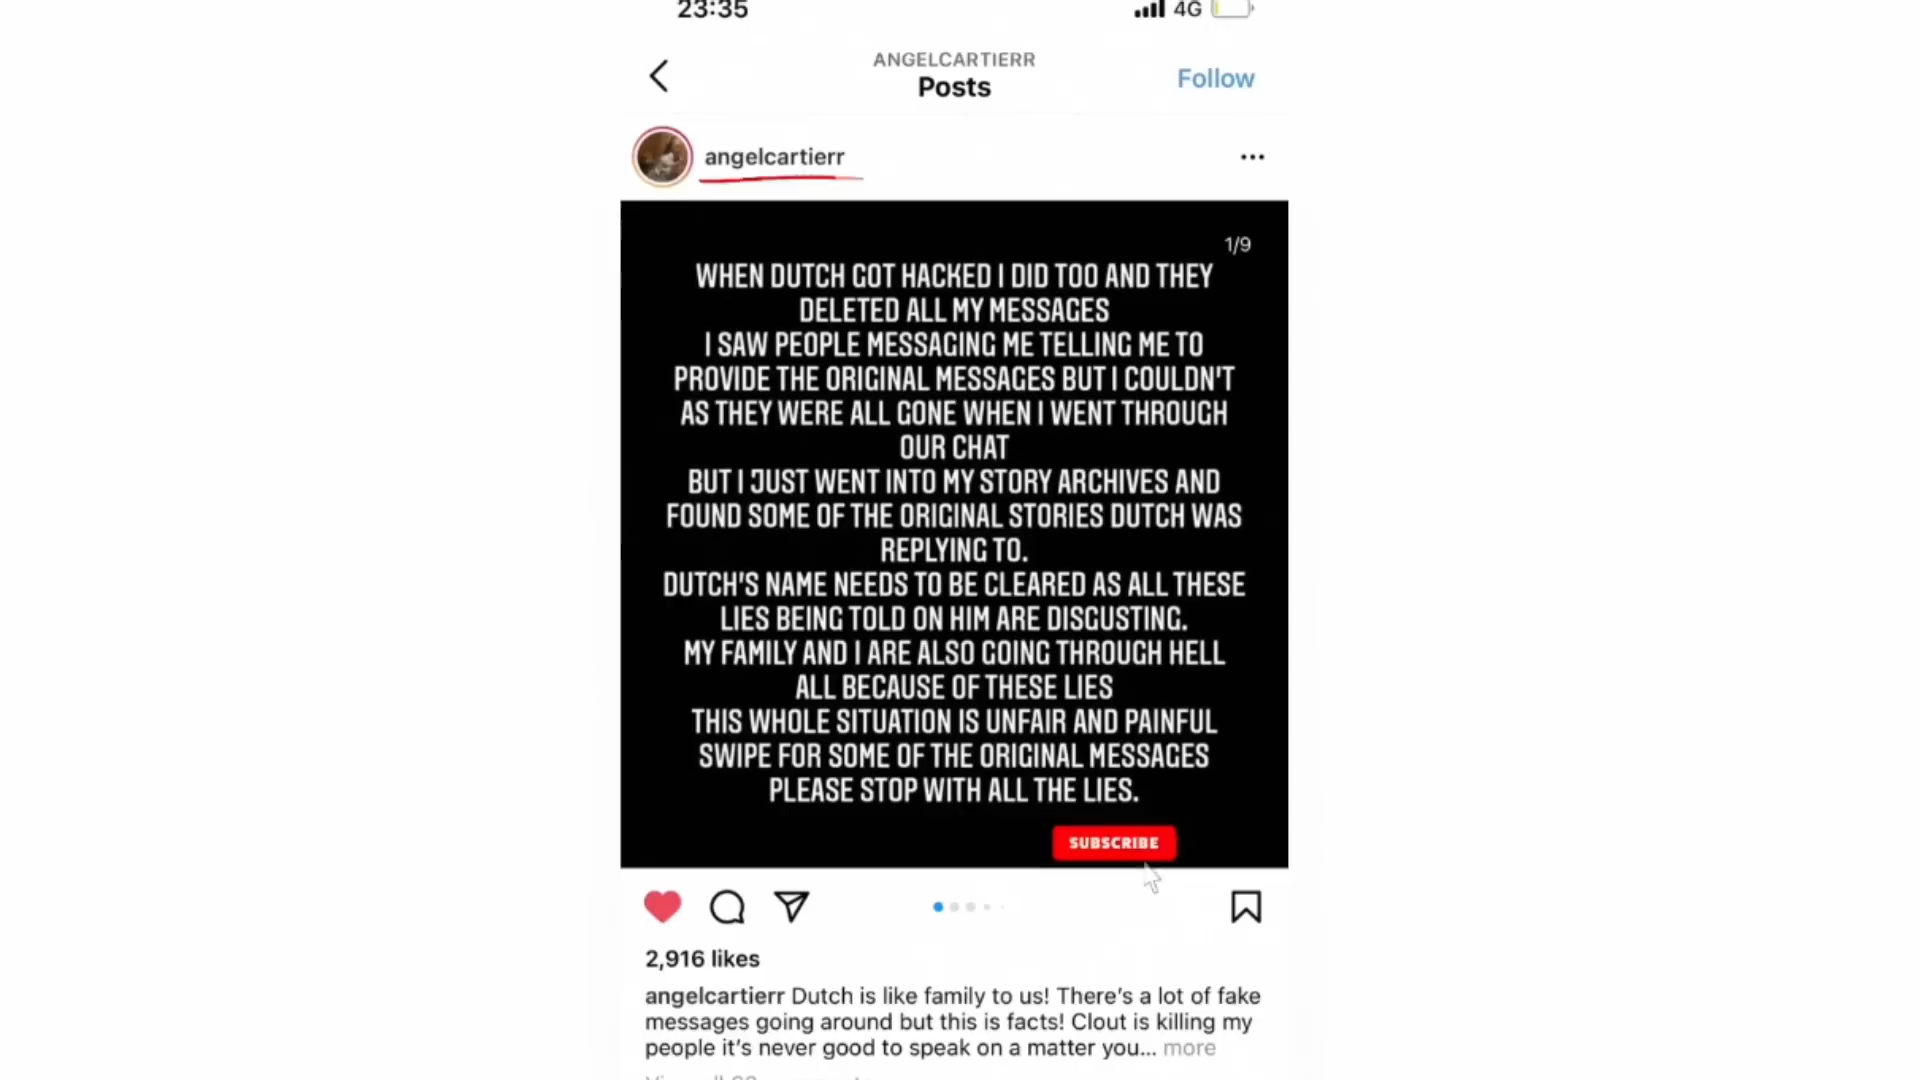 23:35
4G
ANGELCARTIERR
Posts
Follow
angelcartierr
1/9
WHEN DUTCH GOT HACKED I DID TOO AND THEY
DELETED ALL MY MESSAGES
I SAW PEOPLE MESSAGING ME TELLING ME TO
PROVIDE THE ORIGINAL MESSAGES BUT I COULDN'T
AS THEY WERE ALL GONE WHEN I WENT THROUGH
OUR CHAT
BUT I JUST WENT INTO MY STORY ARCHIVES AND
FOUND SOME OF THE ORIGINAL STORIES DUTCH WAS
REPLYING TO.
DUTCH'S NAME NEEDS TO BE CLEARED AS ALL THESE
LIES BEING TOLD ON HIM ARE DISGUSTING.
MY FAMILY AND I ARE ALSO GOING THROUGH HELL
ALL BECAUSE OF THESE LIES
THIS WHOLE SITUATION IS UNFAIR AND PAINFUL
SWIPE FOR SOME OF THE ORIGINAL MESSAGES
PLEASE STOP WITH ALL THE LIES.
SUBSCRIBE
2,916 likes
angelcartierr Dutch is like family to us! There's a lot of fake
messages going around but this is facts! Clout is killing my
people it's never good to speak on a matter you... more